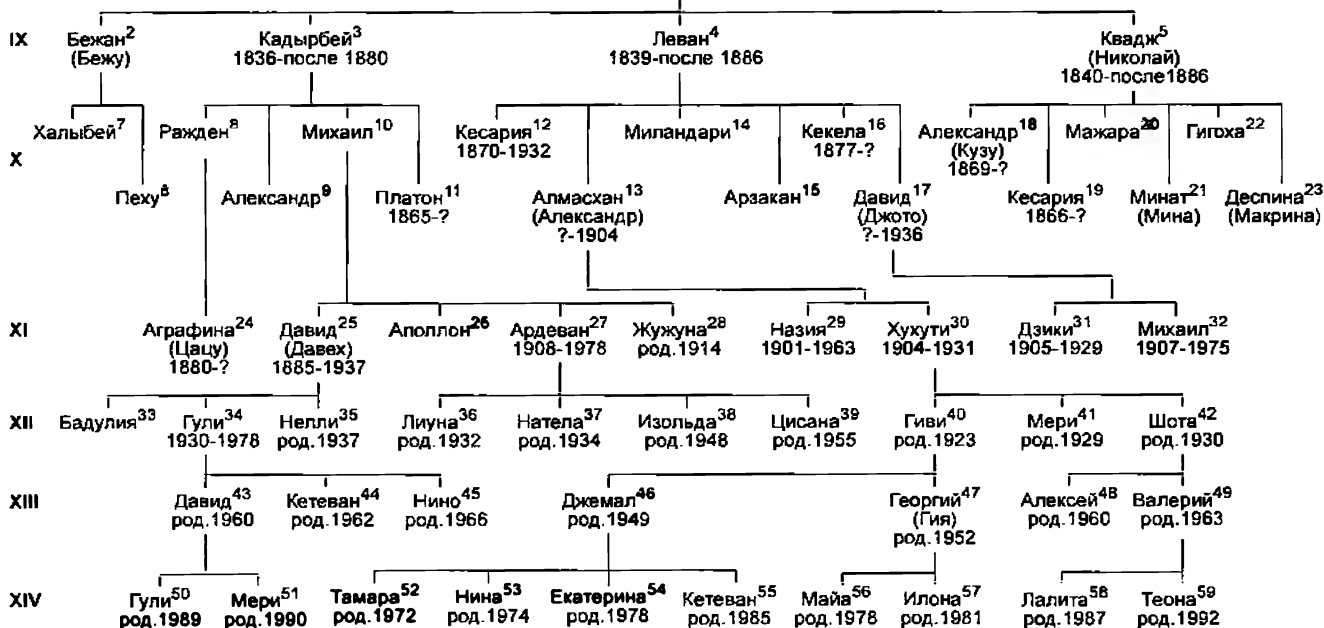 IX Бежан2 Кадырбей3 Леван4 Квадж5
(Бежу) 1836-после 1880 1839-после 1886 (Николай)
1840-после1886
Халыбей7 Ражден8 Михаил10 Кесария12 Миландари14 Кекела16 Александр18 Мажара20 Гигоха22
X 1870-1932 1877-? (Кузу)
1869-?
Пеху6 Александр9 Платон11 Алмасхан13 Арзакан15 Давид17 Кесария19 Минат21 Деспина23
1865-? (Александр) (Джото) 1866-? (Мина) (Макрина)
?-1904 ?-1936
XI Аграфина24 Давид25 Аполлон26 Ардеван27 Жужуна28 Назия29 Хухути30 Дзики31 Михаил32
(Цацу) (Давех) 1908-1978 род.1914 1901-1963 1904-1931 1905-1929 1907-1975
1880-? 1885-1937
XII Бадулия33 Гули34 Нелли35 Лиуна36 Натела37 Изольда38 Цисана39 Гиви40 Мери41 Шота42
1930-1978 род.1937 род.1932 род.1934 род.1948 род.1955 род.1923 род.1929 род.1930
XIII Давид43 Кетеван44 Нино45 Джемал46 Георгий47 Алексей48 Валерий49
род.1960 род.1962 род.1966 род.1949 (Гия) род.1960 род.1963
род.1952
XIV Гули50 Мери51 Тамара52 Нина53 Екатерина54 Кетеван55 Майа56 Илона57 Лалита58 Теона59
род.1989 род.1990 род.1972 род.1974 род.1978 род.1985 род.1978 род.1981 род.1987 род.1992